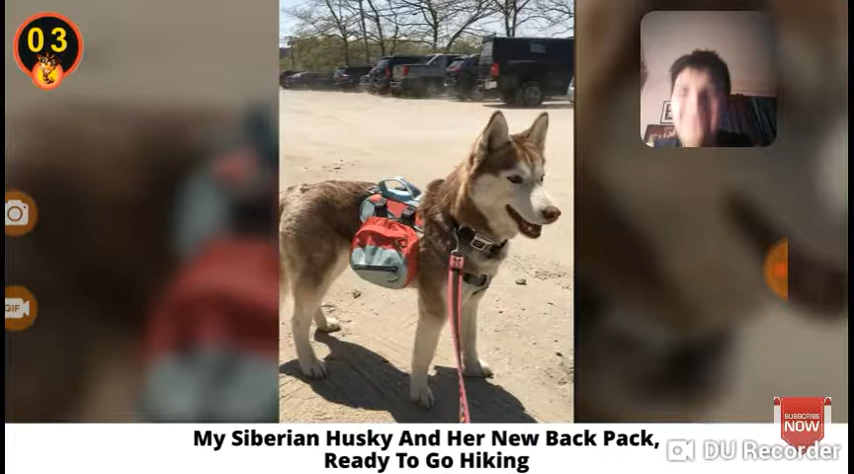 03
GIF
SUBSCRIBE
NOW
My Siberian Husky And Her New Back Pack,
DU Recorder
Ready To Go Hiking